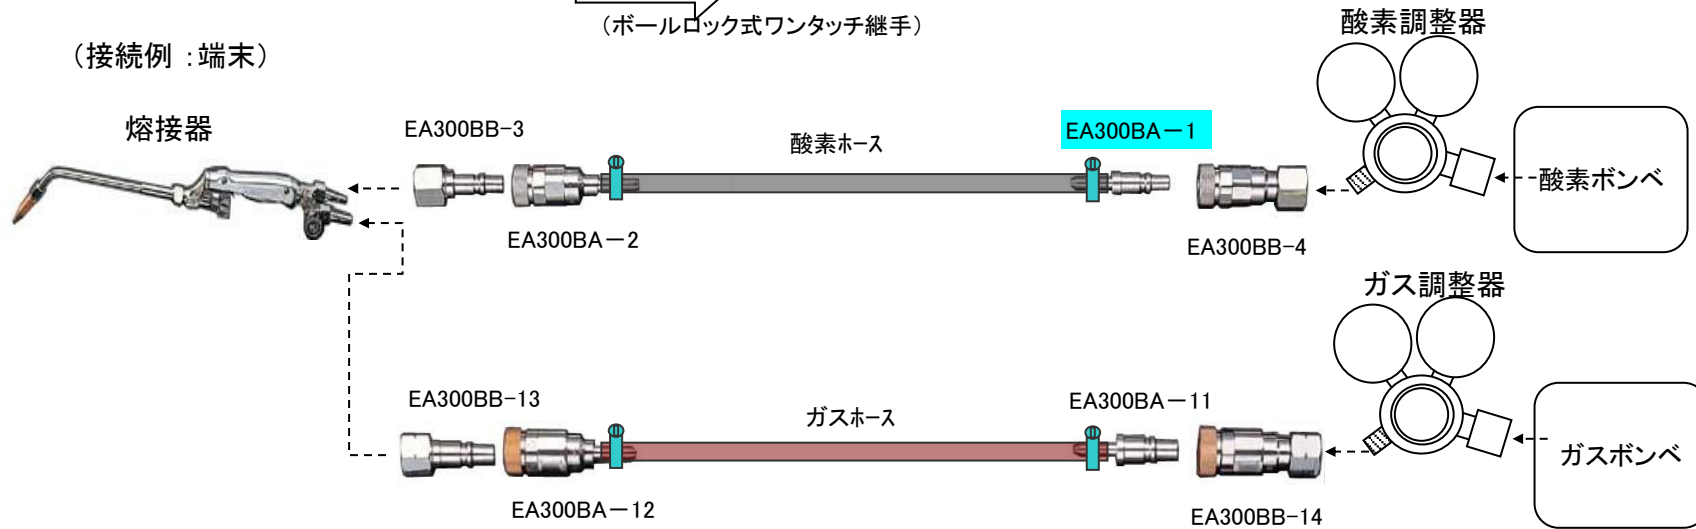 （ボールロック式ワンタッチ継手）
酸素調整器
（接続例 ：端末）
熔接器
EA300BB-3
酸素ホース
EA300BA－1
酸素ボンベ
EA300BA－2
EA300BB-4
ガス調整器
EA300BB-13
ガスホース
EA300BA－11
ガスボンベ
EA300BA－12
EA300BB-14